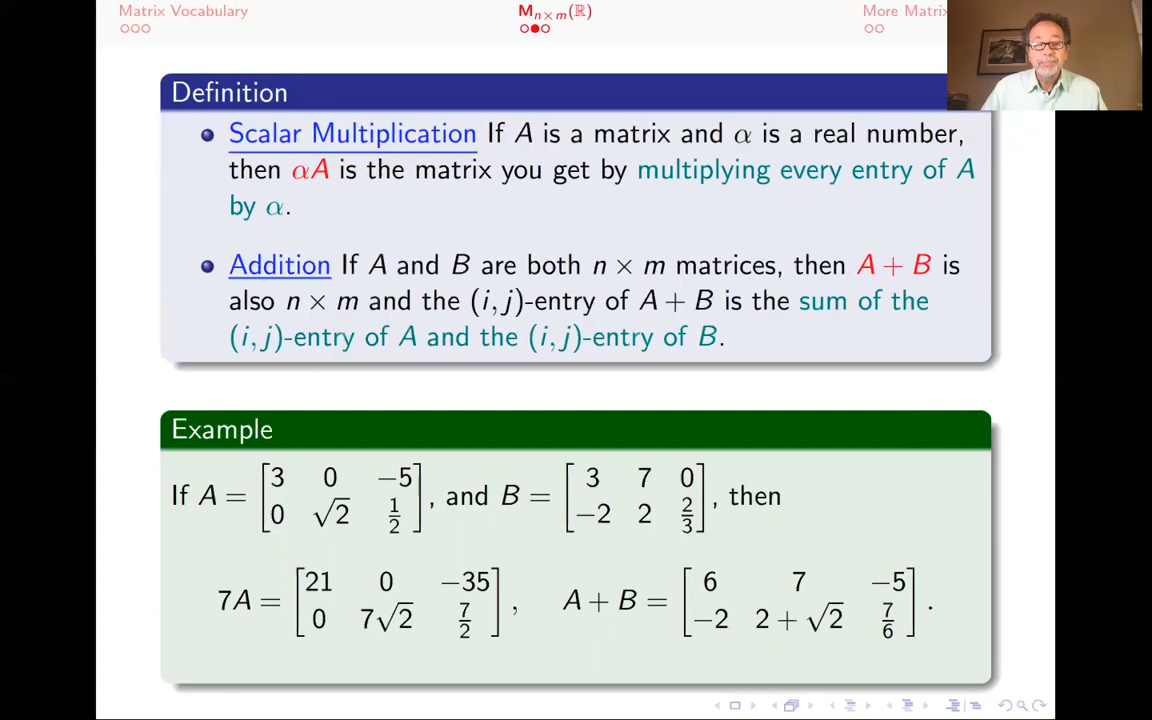 Matrix Vocabulary
M_{n×m}(ℝ)
More Matri
Definition
Scalar Multiplication If A is a matrix and α is a real number,
then αA is the matrix you get by multiplying every entry of A
by α.
Addition If A and B are both n × m matrices, then A + B is
also n × m and the (i, j)-entry of A + B is the sum of the
(i, j)-entry of A and the (i, j)-entry of B.
Example
If A = [3 0 −5; 0 √2 1/2], and B = [3 7 0; −2 2 2/3], then
7A = [21 0 −35; 0 7√2 7/2], A + B = [6 7 −5; −2 2 + √2 7/6].